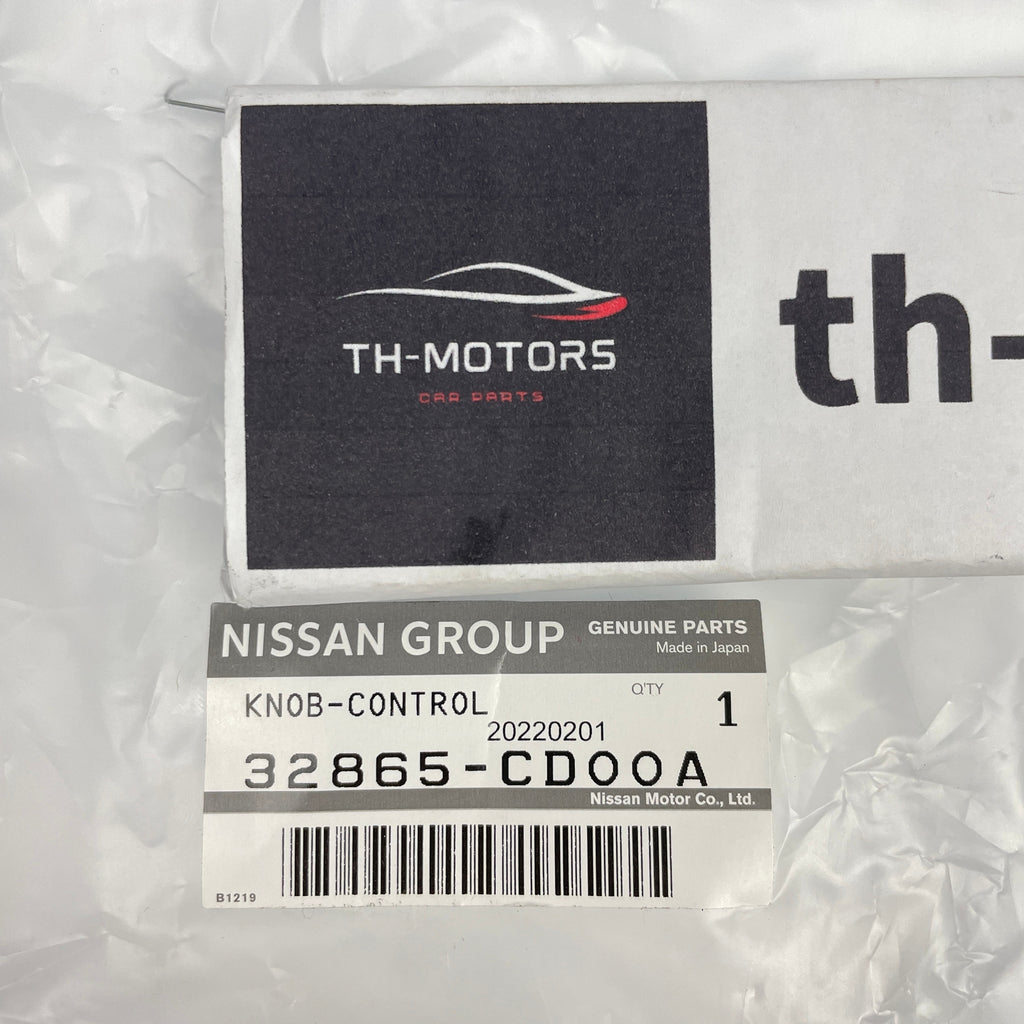 TH-MOTORS
CAR PARTS
th-
NISSAN GROUP
GENUINE PARTS
Made in Japan
KNOB-CONTROL
Q'TY
1
20220201
32865-CD00A
Nissan Motor Co., Ltd.
B1219